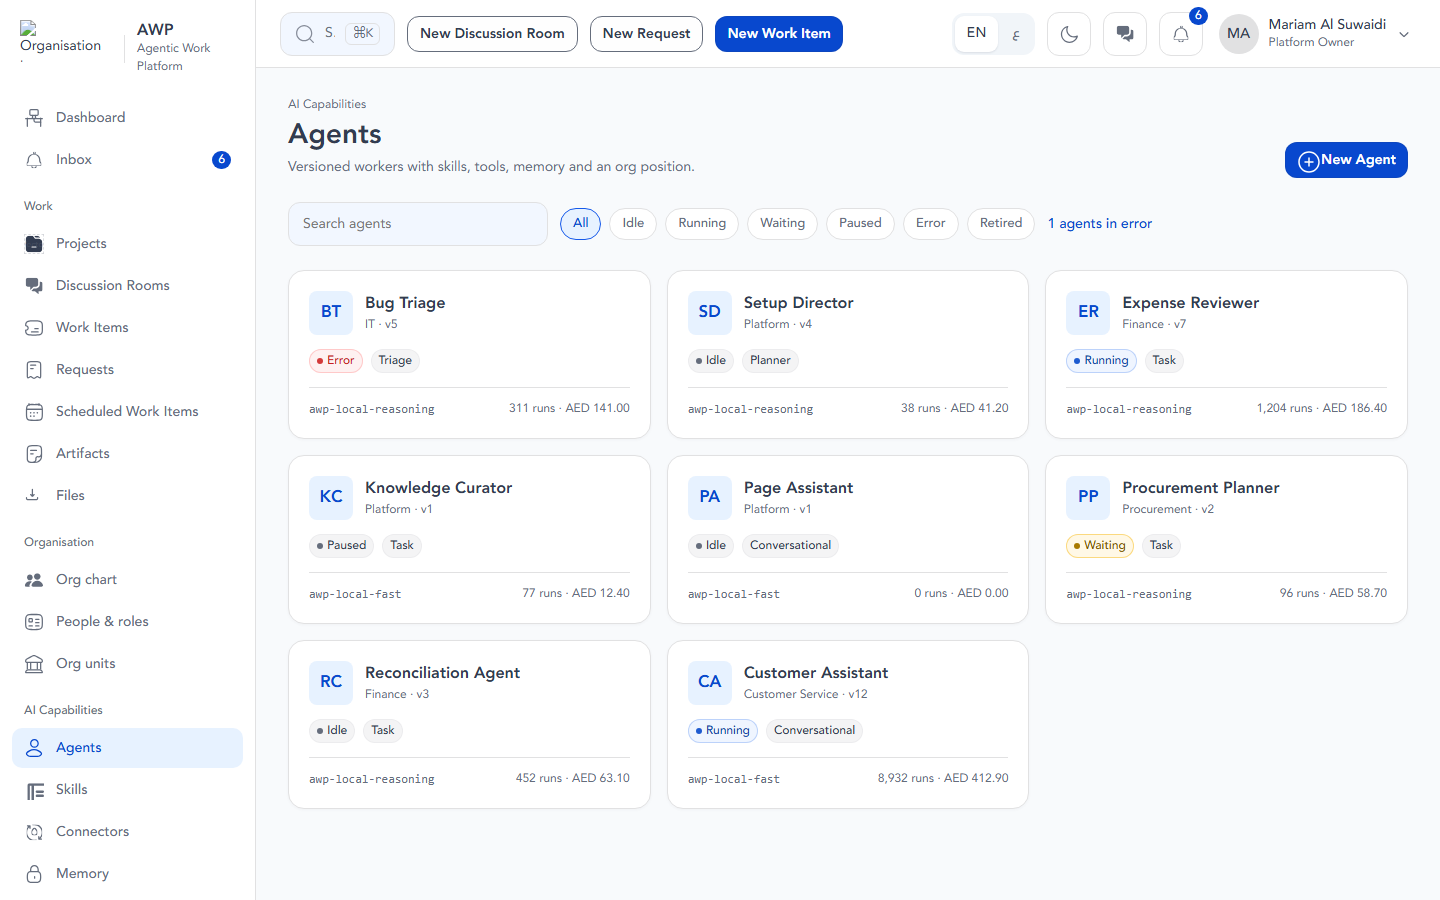 Organisation
.
AWP
Agentic Work
Platform
S.
⌘K
New Discussion Room
New Request
New Work Item
EN
ع
6
MA
Mariam Al Suwaidi
Platform Owner
Dashboard
Inbox
6
Work
Projects
Discussion Rooms
Work Items
Requests
Scheduled Work Items
Artifacts
Files
Organisation
Org chart
People & roles
Org units
AI Capabilities
Agents
Skills
Connectors
Memory
AI Capabilities
Agents
Versioned workers with skills, tools, memory and an org position.
New Agent
Search agents
All
Idle
Running
Waiting
Paused
Error
Retired
1 agents in error
BT
Bug Triage
IT · v5
Error
Triage
awp-local-reasoning
311 runs · AED 141.00
SD
Setup Director
Platform · v4
Idle
Planner
awp-local-reasoning
38 runs · AED 41.20
ER
Expense Reviewer
Finance · v7
Running
Task
awp-local-reasoning
1,204 runs · AED 186.40
KC
Knowledge Curator
Platform · v1
Paused
Task
awp-local-fast
77 runs · AED 12.40
PA
Page Assistant
Platform · v1
Idle
Conversational
awp-local-fast
0 runs · AED 0.00
PP
Procurement Planner
Procurement · v2
Waiting
Task
awp-local-reasoning
96 runs · AED 58.70
RC
Reconciliation Agent
Finance · v3
Idle
Task
awp-local-reasoning
452 runs · AED 63.10
CA
Customer Assistant
Customer Service · v12
Running
Conversational
awp-local-fast
8,932 runs · AED 412.90